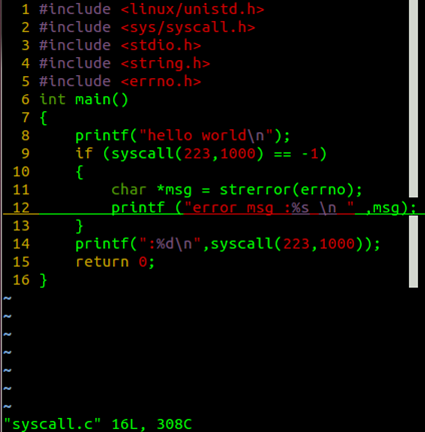 1 #include <linux/unistd.h>
2 #include <sys/syscall.h>
3 #include <stdio.h>
4 #include <string.h>
5 #include <errno.h>
6 int main()
7 {
8     printf("hello world\n");
9     if (syscall(223,1000) == -1)
10     {
11         char *msg = strerror(errno);
12         printf ("error msg :%s \n " ,msg);
13     }
14     printf(":%d\n",syscall(223,1000));
15     return 0;
16 }
~
~
~
~
~
~
~
"syscall.c" 16L, 308C